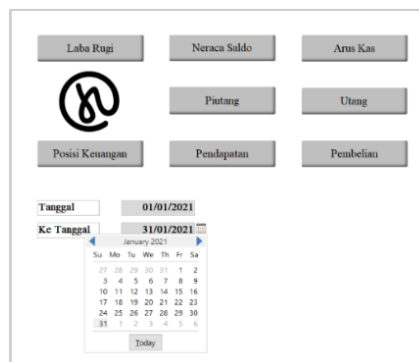 Laba Rugi Neraca Saldo Arus Kas
Piutang Utang
Posisi Keuangan Pendapatan Pembelian
Tanggal 01/01/2021
Ke Tanggal 31/01/2021
January 2021
Su Mo Tu We Th Fr Sa
27 28 29 30 31 1 2
3 4 5 6 7 8 9
10 11 12 13 14 15 16
17 18 19 20 21 22 23
24 25 26 27 28 29 30
31 1 2 3 4 5 6
Today